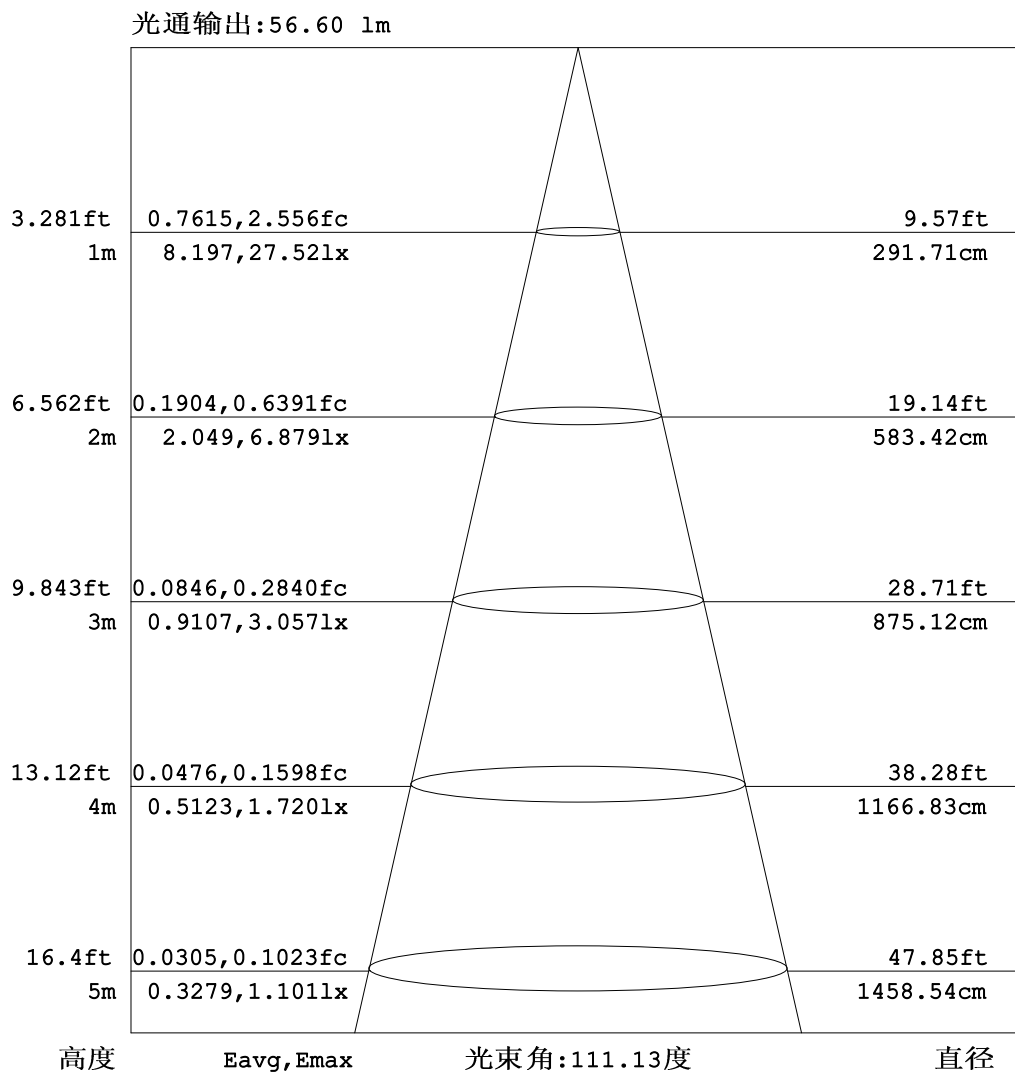 光通输出:56.60 lm
3.281ft 0.7615,2.556fc 9.57ft
1m 8.197,27.52lx 291.71cm
6.562ft 0.1904,0.6391fc 19.14ft
2m 2.049,6.879lx 583.42cm
9.843ft 0.0846,0.2840fc 28.71ft
3m 0.9107,3.057lx 875.12cm
13.12ft 0.0476,0.1598fc 38.28ft
4m 0.5123,1.720lx 1166.83cm
16.4ft 0.0305,0.1023fc 47.85ft
5m 0.3279,1.101lx 1458.54cm
高度 Eavg,Emax 光束角:111.13度 直径